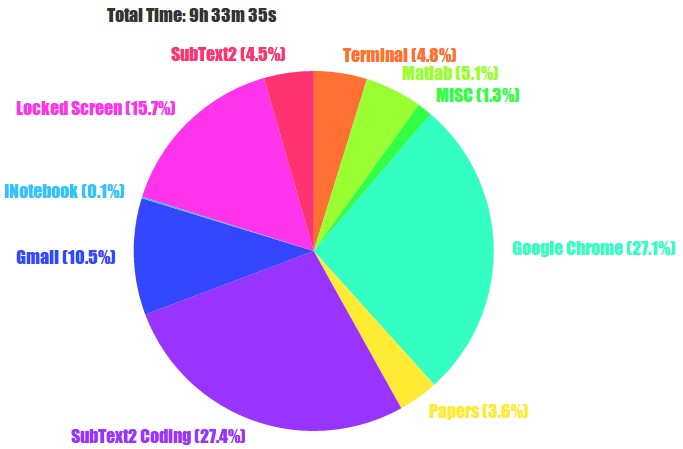 Total Time: 9h 33m 35s
SubText2 (4.5%)
Terminal (4.8%)
Matlab (5.1%)
MISC (1.3%)
Locked Screen (15.7%)
iNotebook (0.1%)
Gmail (10.5%)
Google Chrome (27.1%)
Papers (3.6%)
SubText2 Coding (27.4%)